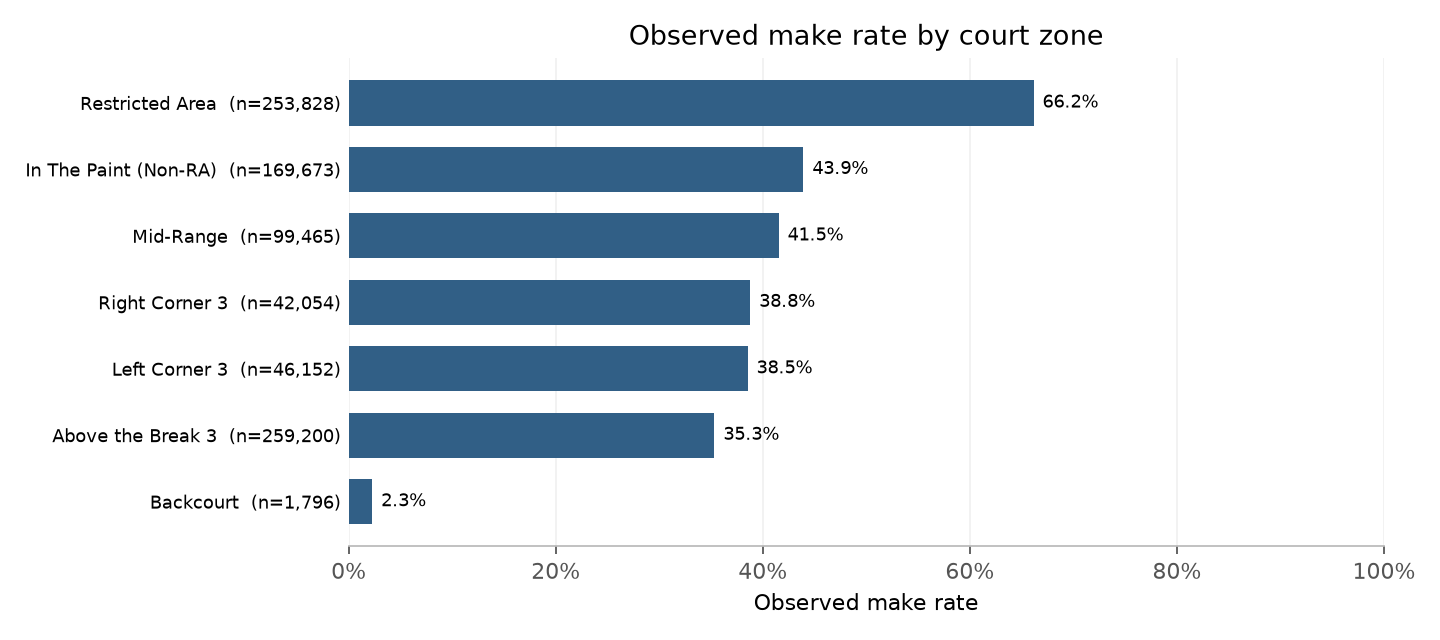 Observed make rate by court zone
Restricted Area (n=253,828) 66.2%
In The Paint (Non-RA) (n=169,673) 43.9%
Mid-Range (n=99,465) 41.5%
Right Corner 3 (n=42,054) 38.8%
Left Corner 3 (n=46,152) 38.5%
Above the Break 3 (n=259,200) 35.3%
Backcourt (n=1,796) 2.3%
0% 20% 40% 60% 80% 100%
Observed make rate